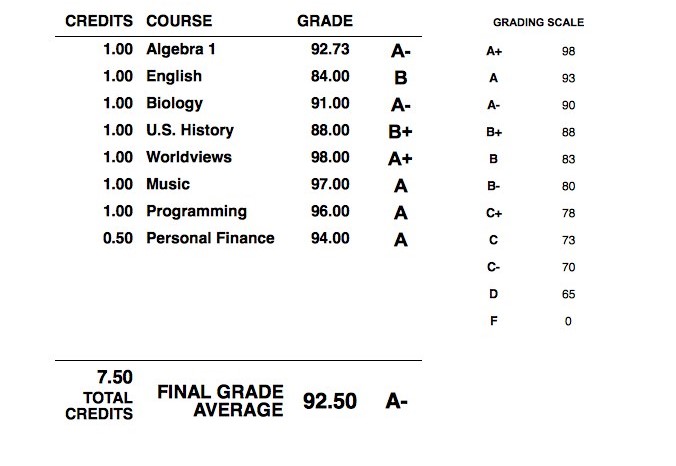 CREDITS COURSE GRADE
1.00 Algebra 1 92.73 A-
1.00 English 84.00 B
1.00 Biology 91.00 A-
1.00 U.S. History 88.00 B+
1.00 Worldviews 98.00 A+
1.00 Music 97.00 A
1.00 Programming 96.00 A
0.50 Personal Finance 94.00 A
7.50
TOTAL
CREDITS
FINAL GRADE
AVERAGE
92.50 A-
GRADING SCALE
A+ 98
A 93
A- 90
B+ 88
B 83
B- 80
C+ 78
C 73
C- 70
D 65
F 0